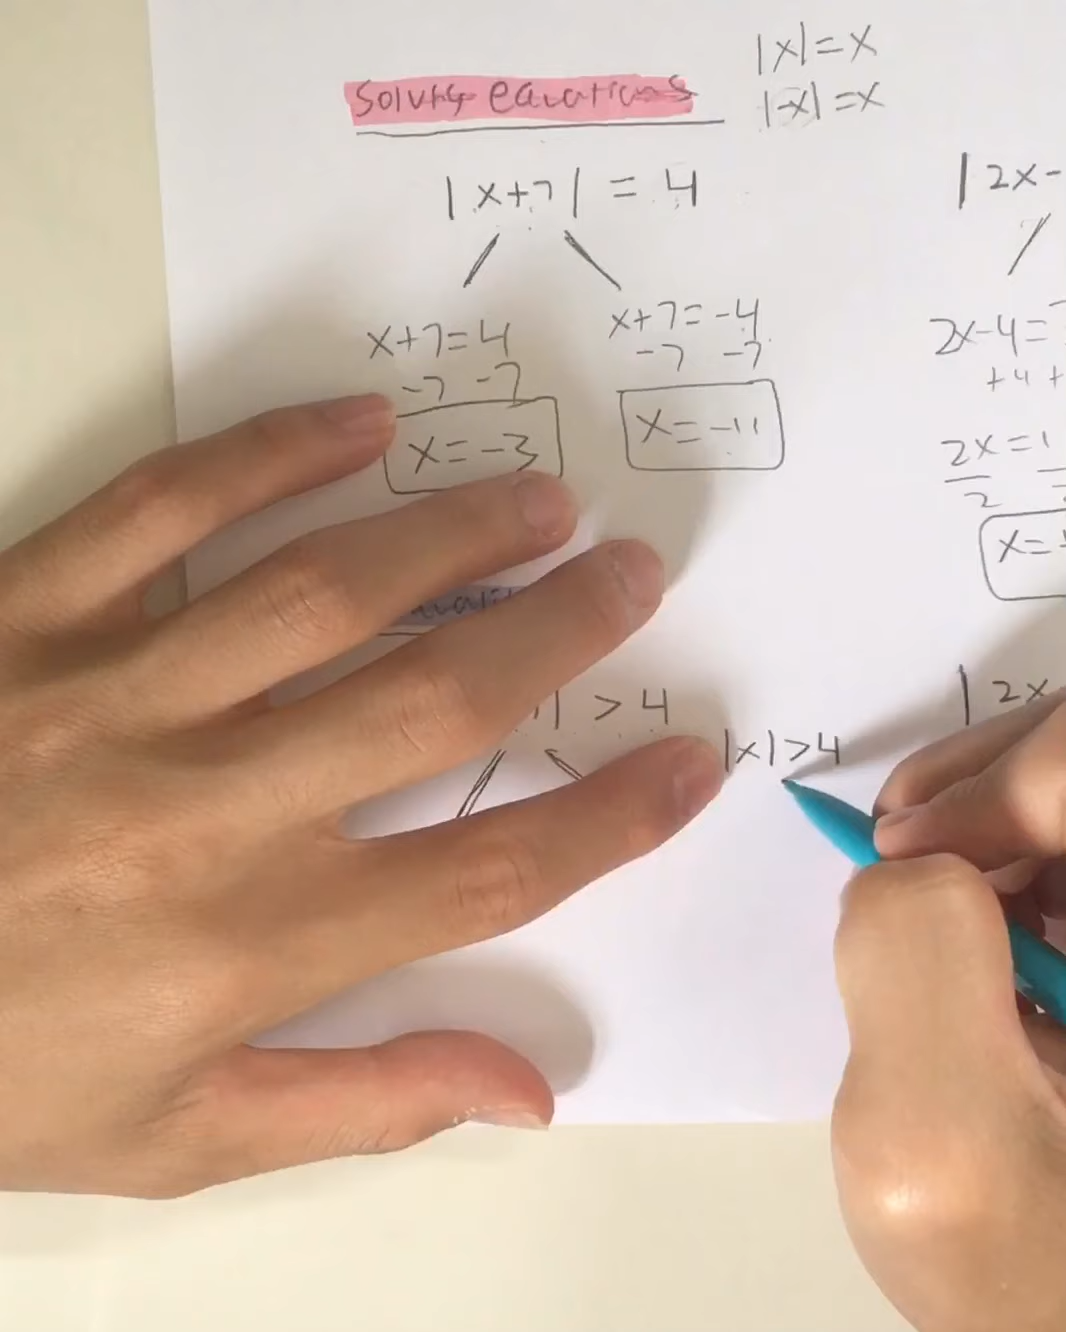 |x|=x
Solving equations
|-x|=x
|x+7| = 4
|2x-
x+7=4
-7 -7
x=-3
x+7=-4
-7 -7
x=-11
2x-4=
+4 +
2x=1
2
x=
| > 4
|x|>4
|2x